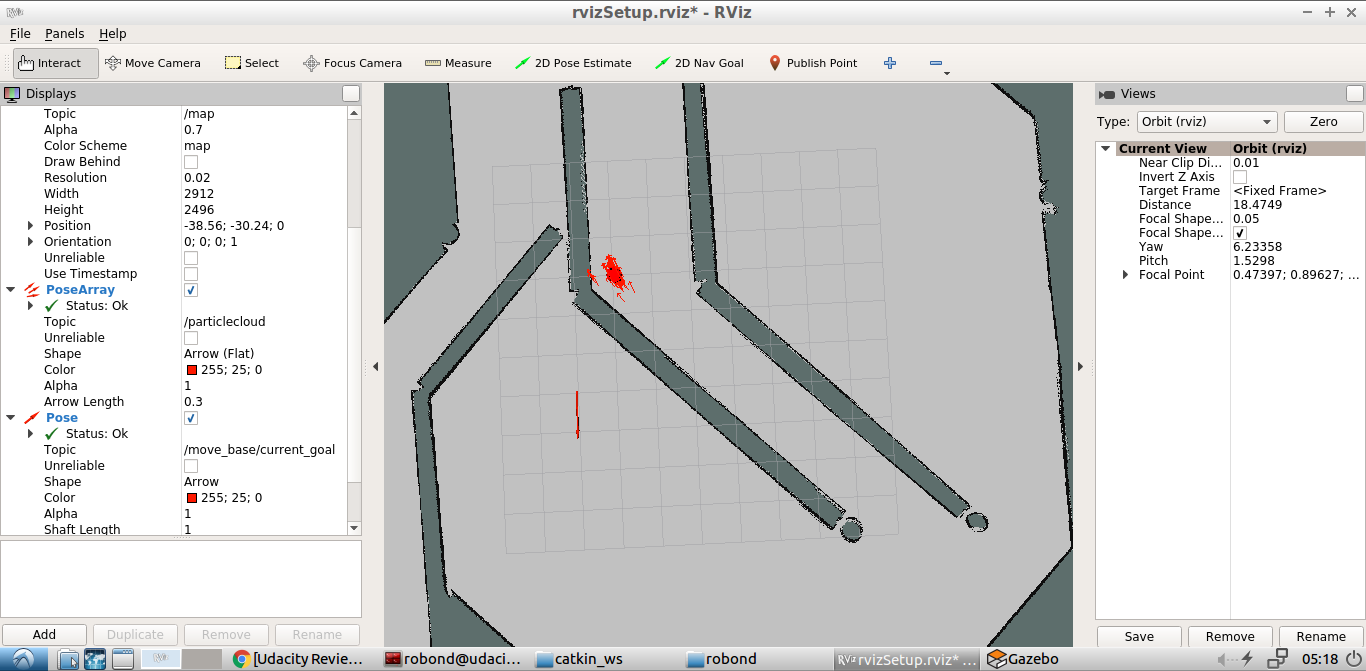 RViz
rvizSetup.rviz* - RViz
File Panels Help
Interact Move Camera Select Focus Camera Measure 2D Pose Estimate 2D Nav Goal Publish Point
Displays
Topic /map
Alpha 0.7
Color Scheme map
Draw Behind
Resolution 0.02
Width 2912
Height 2496
Position -38.56; -30.24; 0
Orientation 0; 0; 0; 1
Unreliable
Use Timestamp
PoseArray
Status: Ok
Topic /particlecloud
Unreliable
Shape Arrow (Flat)
Color 255; 25; 0
Alpha 1
Arrow Length 0.3
Pose
Status: Ok
Topic /move_base/current_goal
Unreliable
Shape Arrow
Color 255; 25; 0
Alpha 1
Shaft Length 1
Add Duplicate Remove Rename
Views
Type: Orbit (rviz) Zero
Current View Orbit (rviz)
Near Clip Di... 0.01
Invert Z Axis
Target Frame <Fixed Frame>
Distance 18.4749
Focal Shape... 0.05
Focal Shape...
Yaw 6.23358
Pitch 1.5298
Focal Point 0.47397; 0.89627; ...
Save Remove Rename
[Udacity Revie... robond@udaci... catkin_ws robond RViz rvizSetup.rviz* ... Gazebo 05:18